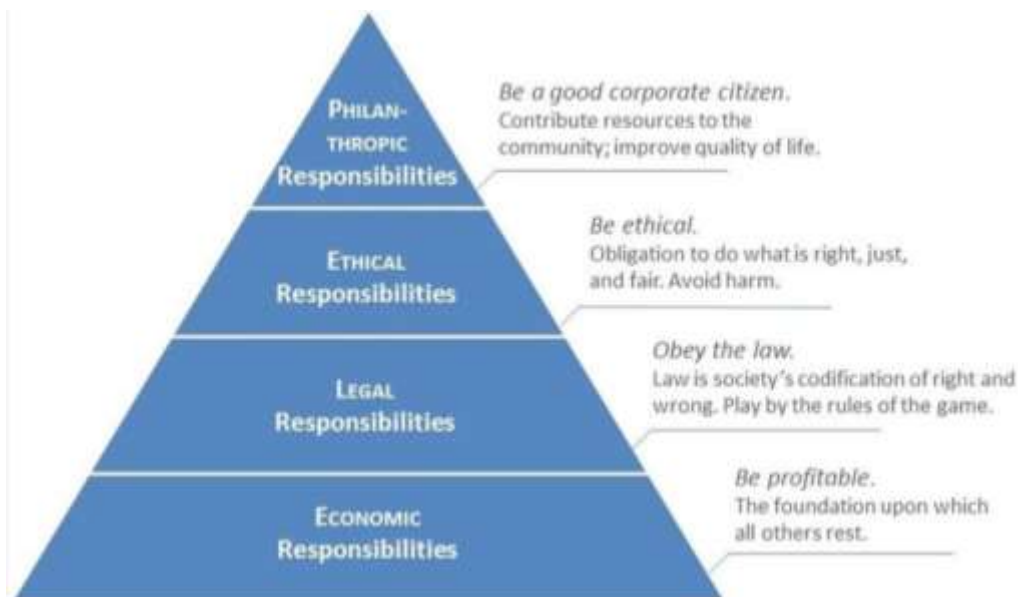 PHILAN-
THROPIC
Responsibilities
Be a good corporate citizen.
Contribute resources to the
community; improve quality of life.
ETHICAL
Responsibilities
Be ethical.
Obligation to do what is right, just,
and fair. Avoid harm.
LEGAL
Responsibilities
Obey the law.
Law is society's codification of right and
wrong. Play by the rules of the game.
ECONOMIC
Responsibilities
Be profitable.
The foundation upon which
all others rest.